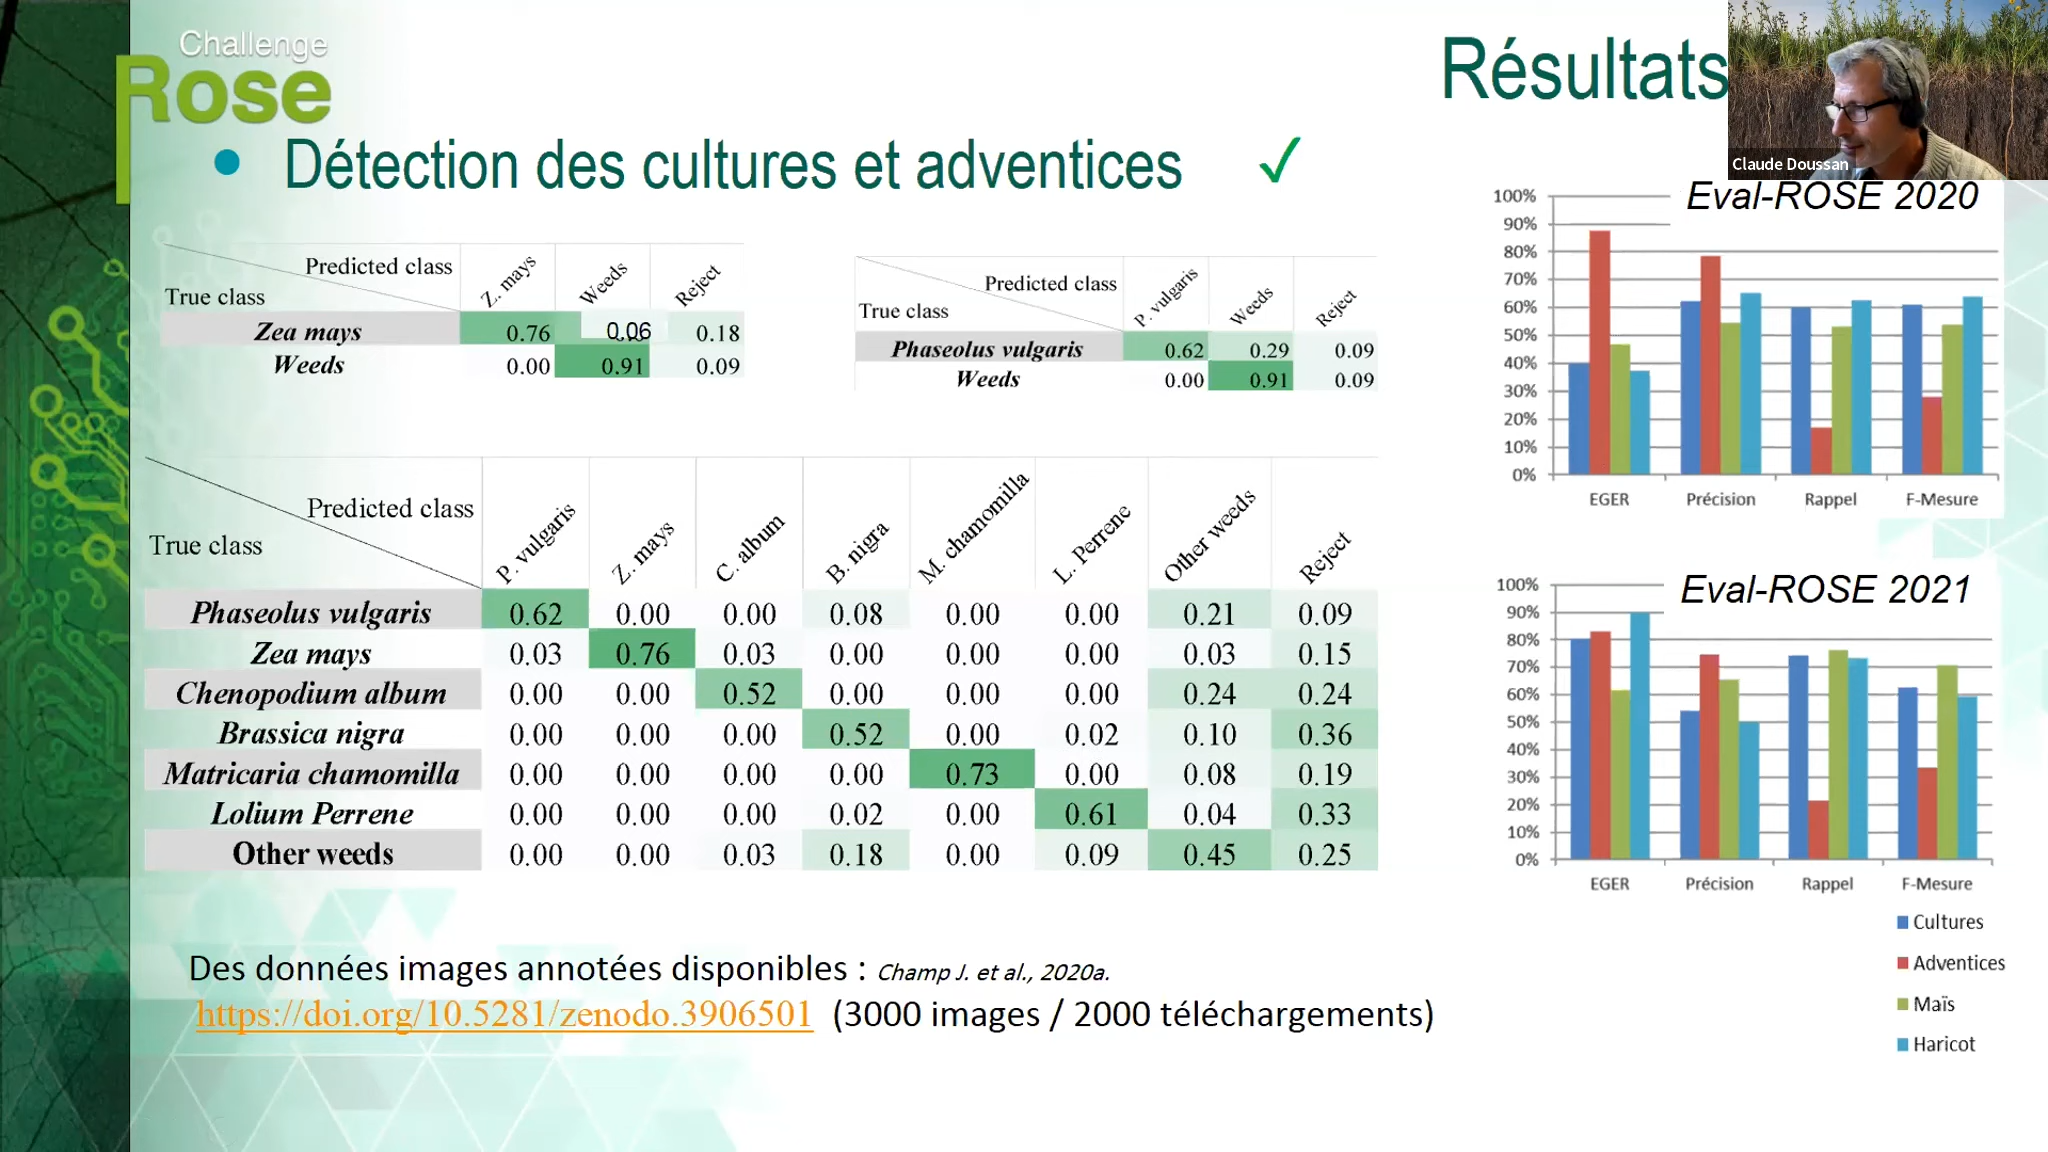 Challenge
Rose
Résultats
Claude Doussan
Détection des cultures et adventices ✓
Predicted class
True class
Z. mays Weeds Reject
Zea mays 0.76 0.06 0.18
Weeds 0.00 0.91 0.09
Predicted class
True class
P. vulgaris Weeds Reject
Phaseolus vulgaris 0.62 0.29 0.09
Weeds 0.00 0.91 0.09
Predicted class
True class
P. vulgaris Z. mays C. album B. nigra M. chamomilla L. Perrene Other weeds Reject
Phaseolus vulgaris 0.62 0.00 0.00 0.08 0.00 0.00 0.21 0.09
Zea mays 0.03 0.76 0.03 0.00 0.00 0.00 0.03 0.15
Chenopodium album 0.00 0.00 0.52 0.00 0.00 0.00 0.24 0.24
Brassica nigra 0.00 0.00 0.00 0.52 0.00 0.02 0.10 0.36
Matricaria chamomilla 0.00 0.00 0.00 0.00 0.73 0.00 0.08 0.19
Lolium Perrene 0.00 0.00 0.00 0.02 0.00 0.61 0.04 0.33
Other weeds 0.00 0.00 0.03 0.18 0.00 0.09 0.45 0.25
Des données images annotées disponibles : Champ J. et al., 2020a.
https://doi.org/10.5281/zenodo.3906501 (3000 images / 2000 téléchargements)
Eval-ROSE 2020
100%
90%
80%
70%
60%
50%
40%
30%
20%
10%
0%
EGER Précision Rappel F-Mesure
Eval-ROSE 2021
100%
90%
80%
70%
60%
50%
40%
30%
20%
10%
0%
EGER Précision Rappel F-Mesure
Cultures
Adventices
Maïs
Haricot